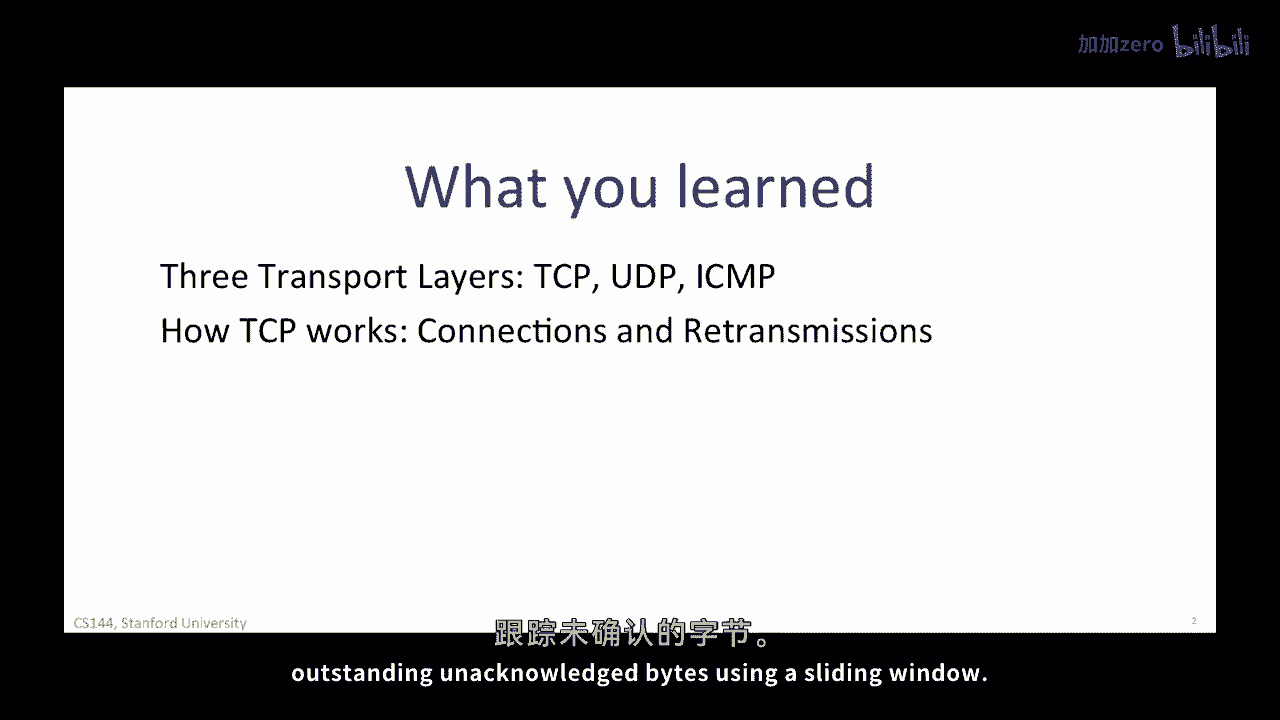 加加zero bilibili
What you learned
Three Transport Layers: TCP, UDP, ICMP
How TCP works: Connections and Retransmissions
CS144, Stanford University
2
跟踪未确认的字节。
outstanding unacknowledged bytes using a sliding window.